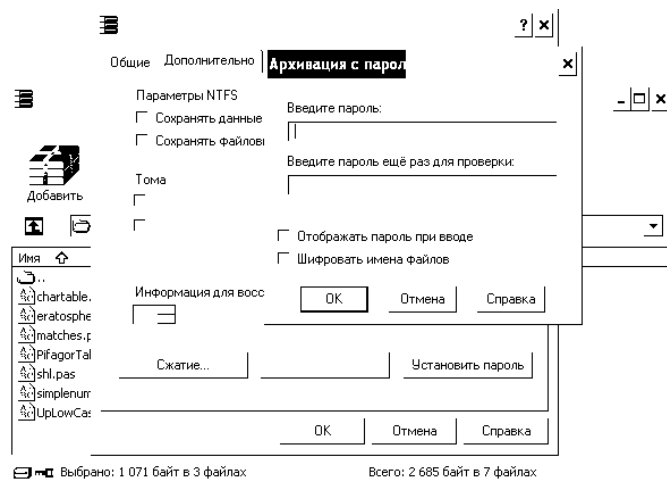 Общие Дополнительно Архивация с парол
Параметры NTFS
Сохранять данные
Сохранять файловы
Введите пароль:
Введите пароль ещё раз для проверки:
Добавить
Тома
Отображать пароль при вводе
Шифровать имена файлов
Имя
..
chartable.
eratosphe
matches.p
PifagorTal
shl.pas
simplenum
UpLowCas
Информация для восс
OK Отмена Справка
Сжатие... Установить пароль
OK Отмена Справка
Выбрано: 1 071 байт в 3 файлах Всего: 2 685 байт в 7 файлах